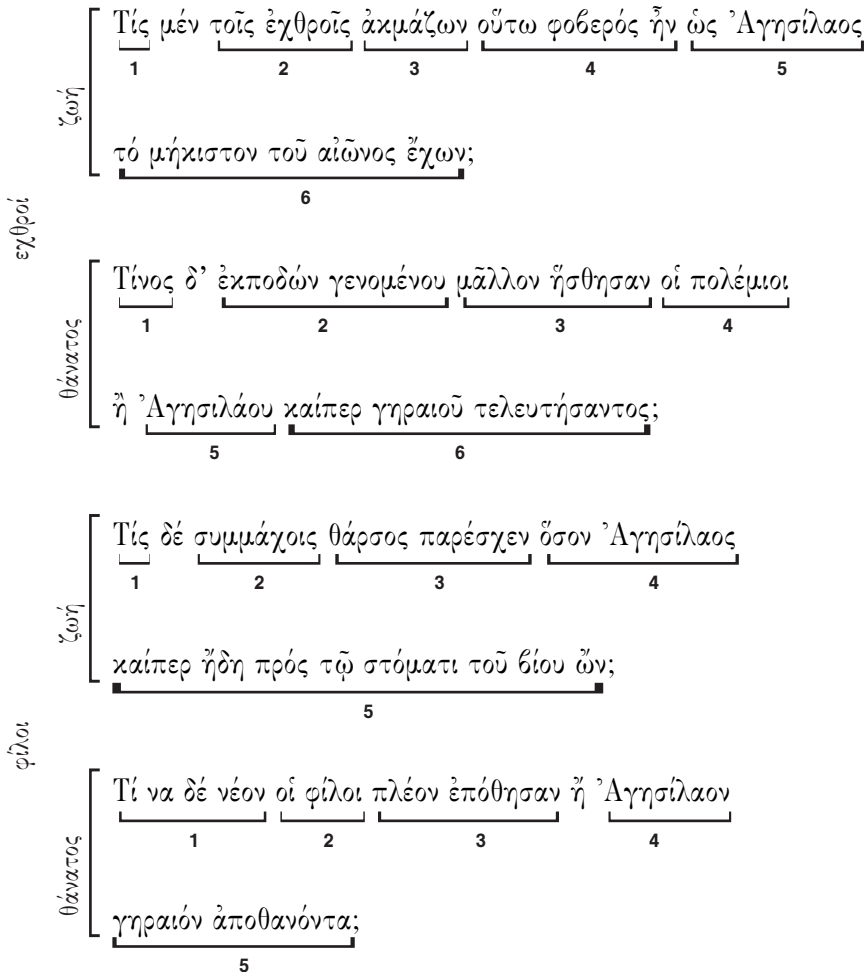 Τίς μέν τοῖς ἐχθροῖς ἀκμάζων οὕτω φοβερός ἦν ὡς Ἀγησίλαος
1 2 3 4 5
ζωή
τό μήκιστον τοῦ αἰῶνος ἔχων;
6
εχθροί
Τίνος δ' ἐκποδών γενομένου μᾶλλον ἥσθησαν οἱ πολέμιοι
1 2 3 4
θάνατος
ἢ Ἀγησιλάου καίπερ γηραιοῦ τελευτήσαντος;
5 6
Τίς δέ συμμάχοις θάρσος παρέσχεν ὅσον Ἀγησίλαος
1 2 3 4
ζωή
καίπερ ἤδη πρός τῷ στόματι τοῦ βίου ὤν;
5
φίλοι
Τί να δέ νέον οἱ φίλοι πλέον ἐπόθησαν ἤ Ἀγησίλαον
1 2 3 4
θάνατος
γηραιόν ἀποθανόντα;
5